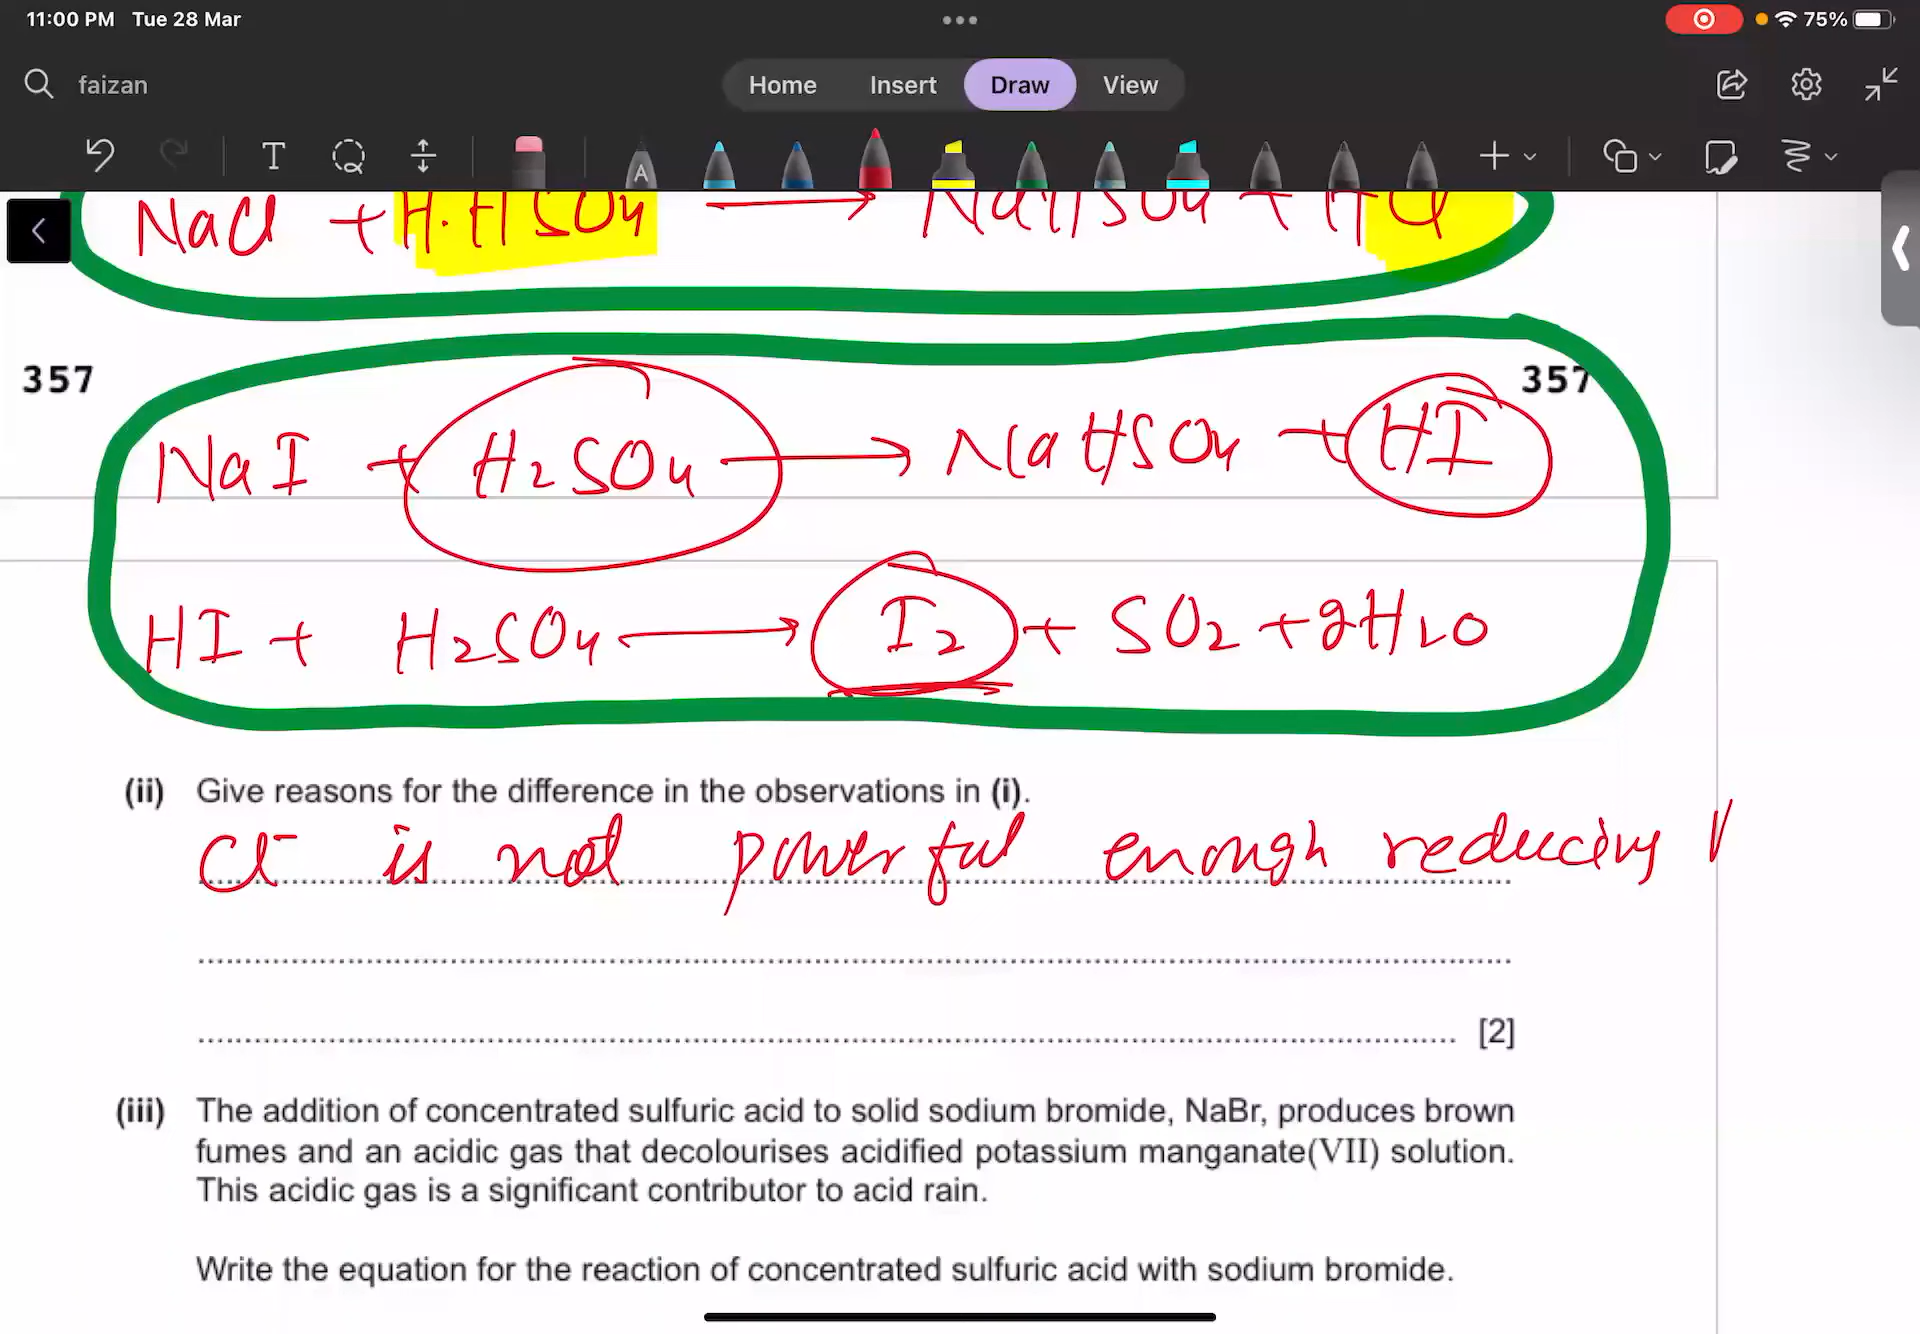 11:00 PM Tue 28 Mar
75%
faizan
Home Insert Draw View
T A
NaCl + H·HSO4 → NaHSO4 + HCl
357 357
NaI + H2SO4 → NaHSO4 + HI
HI + H2SO4 → I2 + SO2 + 2H2O
(ii) Give reasons for the difference in the observations in (i).
Cl- is not powerful enough reducing
[2]
(iii) The addition of concentrated sulfuric acid to solid sodium bromide, NaBr, produces brown
fumes and an acidic gas that decolourises acidified potassium manganate(VII) solution.
This acidic gas is a significant contributor to acid rain.
Write the equation for the reaction of concentrated sulfuric acid with sodium bromide.